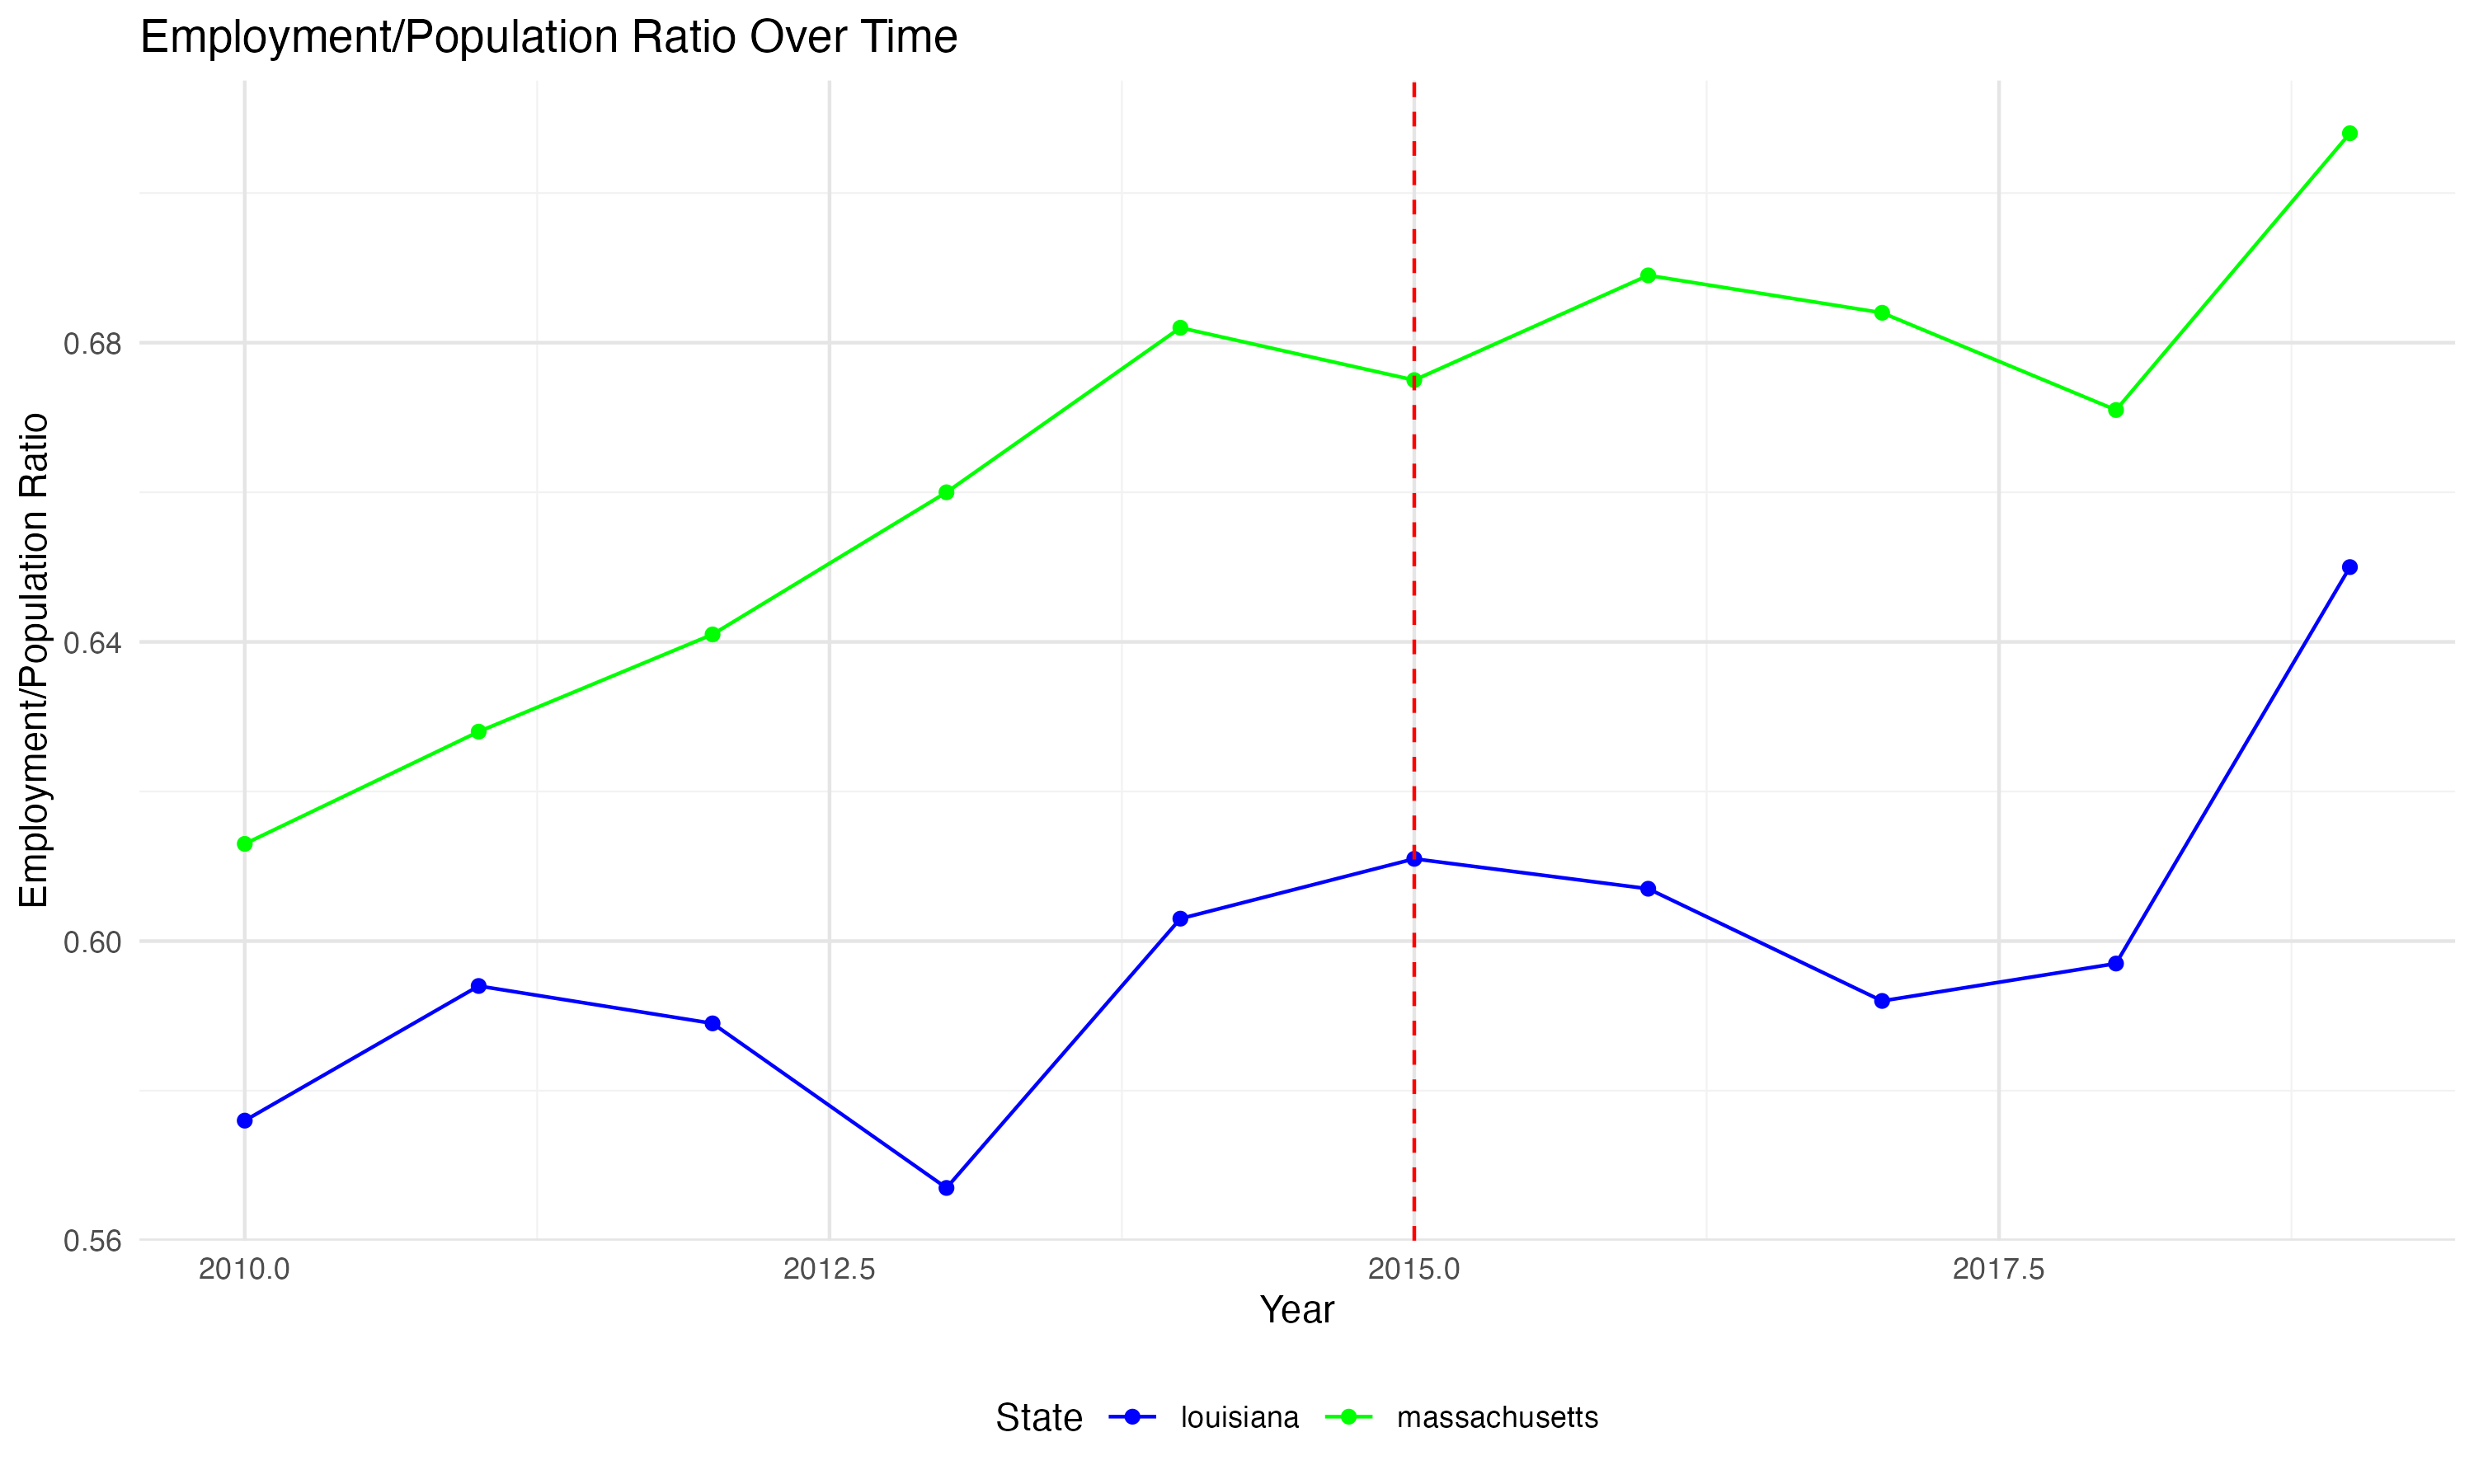 Employment/Population Ratio Over Time
Employment/Population Ratio
0.68
0.64
0.60
0.56
2010.0 2012.5 2015.0 2017.5
Year
State louisiana massachusetts